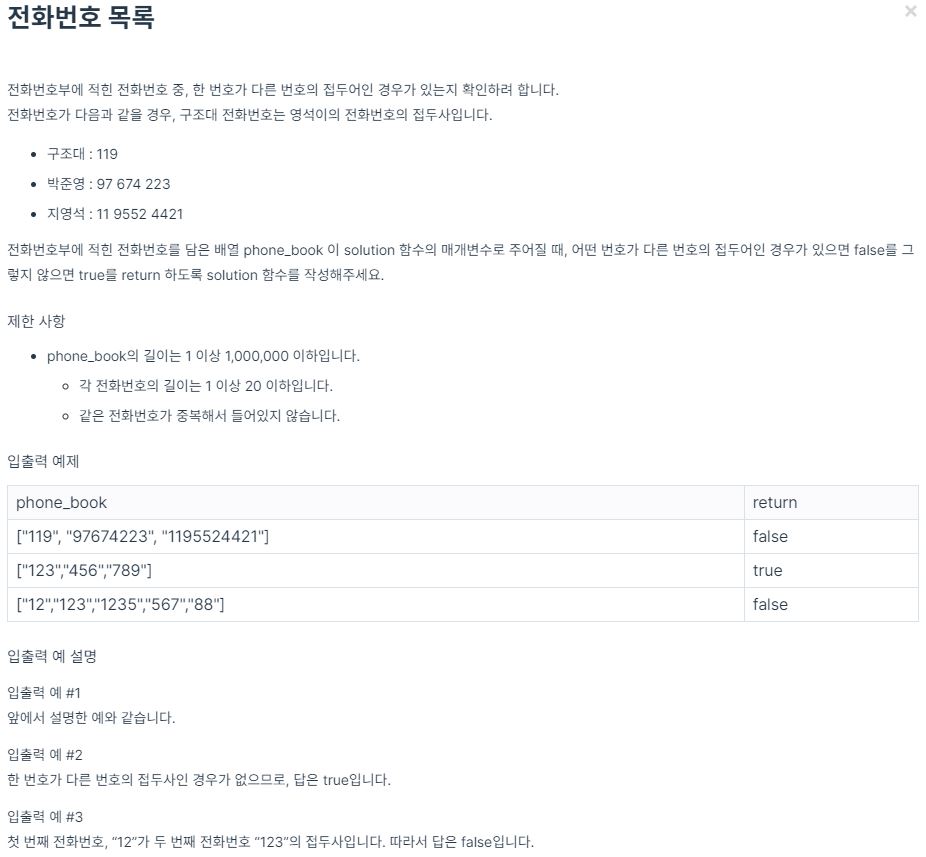 전화번호 목록
×
전화번호부에 적힌 전화번호 중, 한 번호가 다른 번호의 접두어인 경우가 있는지 확인하려 합니다.
전화번호가 다음과 같을 경우, 구조대 전화번호는 영석이의 전화번호의 접두사입니다.
• 구조대 : 119
• 박준영 : 97 674 223
• 지영석 : 11 9552 4421
전화번호부에 적힌 전화번호를 담은 배열 phone_book 이 solution 함수의 매개변수로 주어질 때, 어떤 번호가 다른 번호의 접두어인 경우가 있으면 false를 그
렇지 않으면 true를 return 하도록 solution 함수를 작성해주세요.
제한 사항
• phone_book의 길이는 1 이상 1,000,000 이하입니다.
○ 각 전화번호의 길이는 1 이상 20 이하입니다.
○ 같은 전화번호가 중복해서 들어있지 않습니다.
입출력 예제
phone_book return
["119", "97674223", "1195524421"] false
["123","456","789"] true
["12","123","1235","567","88"] false
입출력 예 설명
입출력 예 #1
앞에서 설명한 예와 같습니다.
입출력 예 #2
한 번호가 다른 번호의 접두사인 경우가 없으므로, 답은 true입니다.
입출력 예 #3
첫 번째 전화번호, “12”가 두 번째 전화번호 “123”의 접두사입니다. 따라서 답은 false입니다.